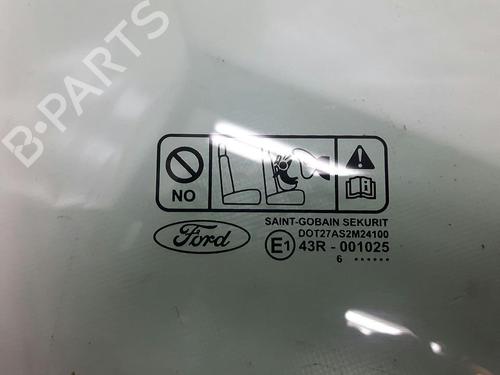 B-PARTS
NO
Ford
SAINT-GOBAIN SEKURIT
DOT27AS2M24100
E1 43R - 001025
6 ......